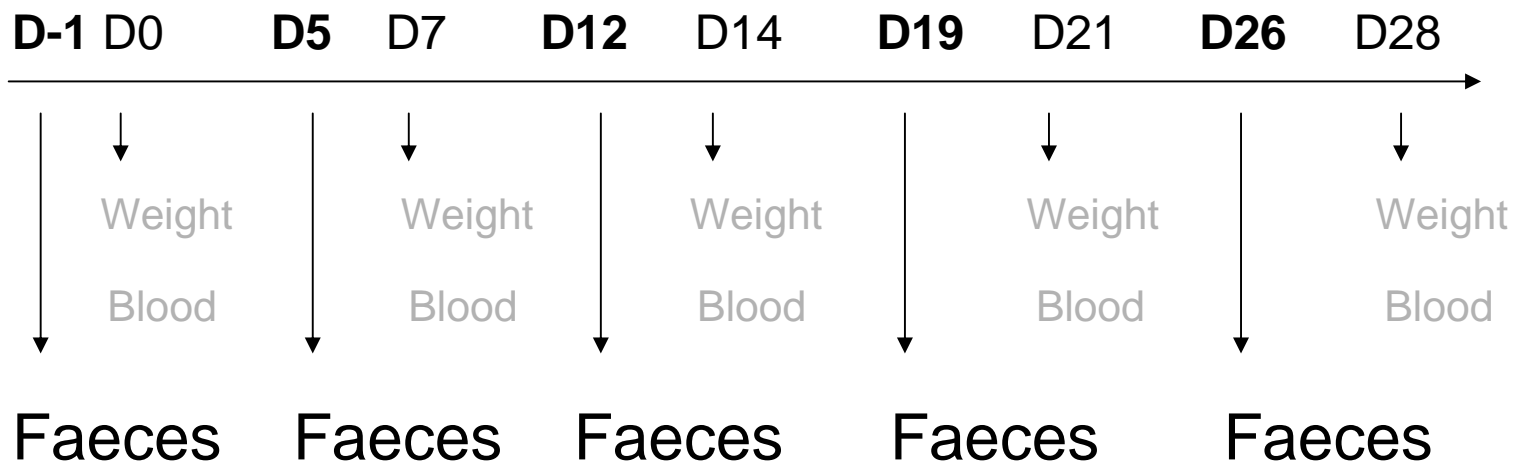 D-1 D0 D5 D7 D12 D14 D19 D21 D26 D28
Weight Weight Weight Weight Weight
Blood Blood Blood Blood Blood
Faeces Faeces Faeces Faeces Faeces